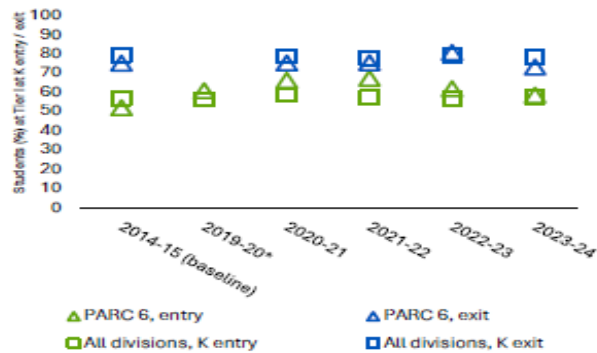 Students (%) at Tier I at K entry / exit
100
90
80
70
60
50
40
30
20
10
0
2014-15 (baseline)
2019-20*
2020-21
2021-22
2022-23
2023-24
PARC 6, entry
PARC 6, exit
All divisions, K entry
All divisions, K exit